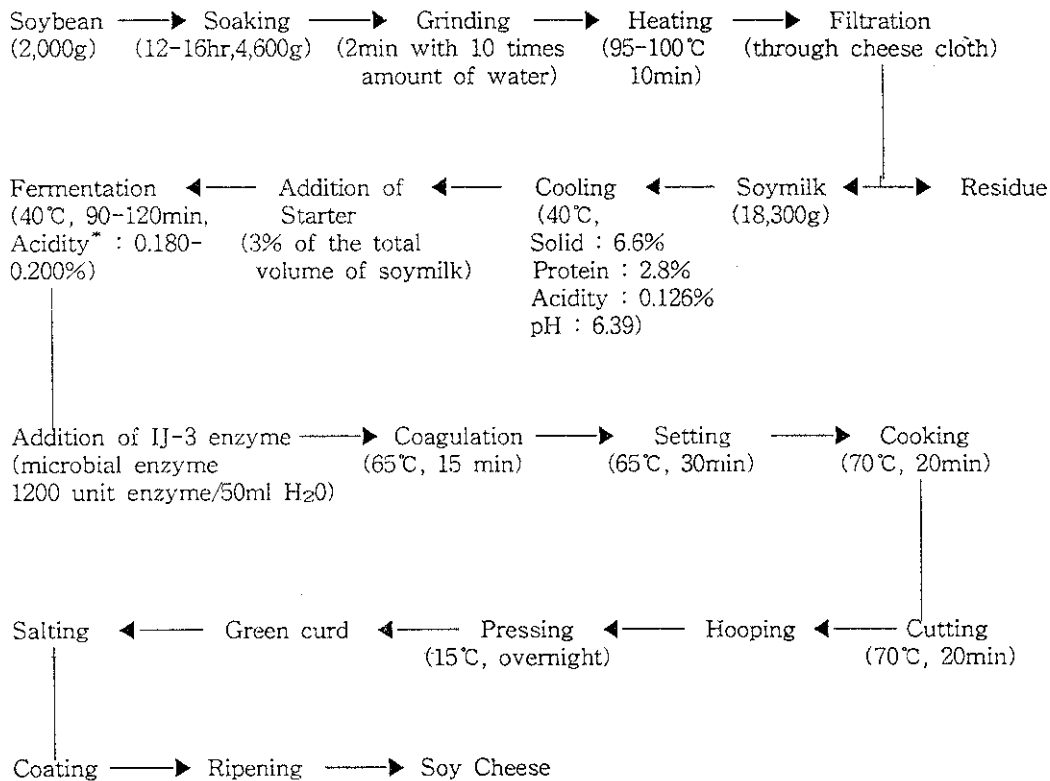 Soybean → Soaking → Grinding → Heating → Filtration
(2,000g) (12-16hr,4,600g) (2min with 10 times (95-100℃ (through cheese cloth)
amount of water) 10min)
Fermentation ← Addition of ← Cooling ← Soymilk ← → Residue
(40℃, 90-120min, Starter (40℃, (18,300g)
Acidity* : 0.180- (3% of the total Solid : 6.6%
0.200%) volume of soymilk) Protein : 2.8%
Acidity : 0.126%
pH : 6.39)
Addition of IJ-3 enzyme → Coagulation → Setting → Cooking
(microbial enzyme (65℃, 15 min) (65℃, 30min) (70℃, 20min)
1200 unit enzyme/50ml H₂0)
Salting ← Green curd ← Pressing ← Hooping ← Cutting
(15℃, overnight) (70℃, 20min)
Coating → Ripening → Soy Cheese